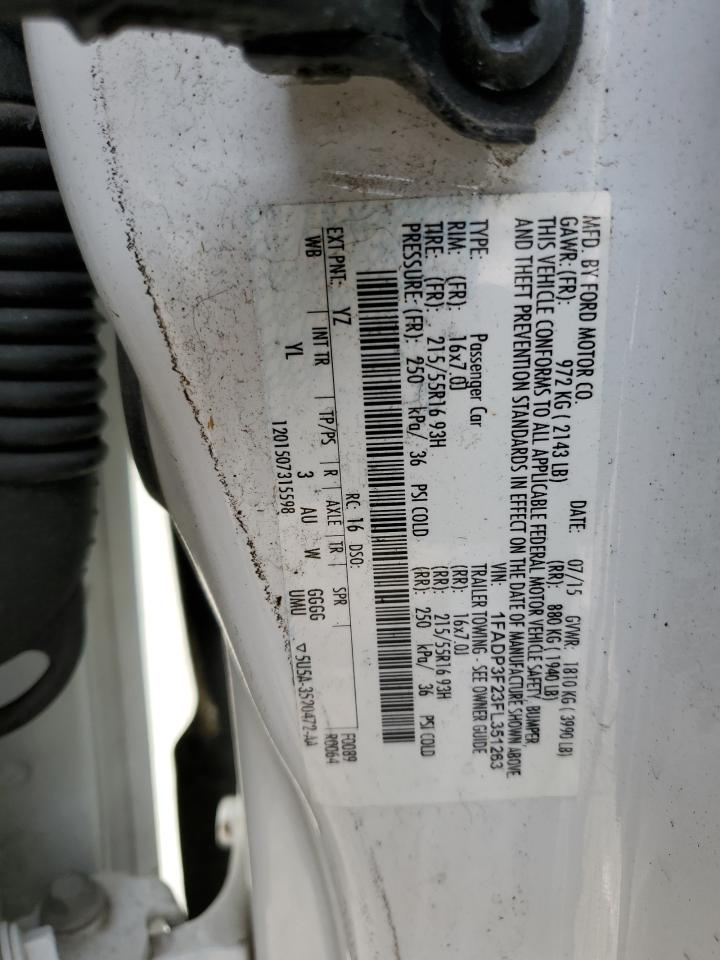 MFD. BY FORD MOTOR CO.
DATE: 07/15 GVWR: 1810 KG ( 3990 LB)
GAWR: (FR): 972 KG ( 2143 LB) (RR): 880 KG ( 1940 LB)
THIS VEHICLE CONFORMS TO ALL APPLICABLE FEDERAL MOTOR VEHICLE SAFETY, BUMPER,
AND THEFT PREVENTION STANDARDS IN EFFECT ON THE DATE OF MANUFACTURE SHOWN ABOVE
VIN: 1FADP3F23FL351263
TYPE: Passenger Car TRAILER TOWING - SEE OWNER GUIDE
RIM: (FR): 16x7.0J (RR): 16x7.0J
TIRE: (FR): 215/55R16 93H (RR): 215/55R16 93H
PRESSURE: (FR): 250 kPa/ 36 PSI COLD (RR): 250 kPa/ 36 PSI COLD
RC: 16 DSO: F0089
EXT PNT: YZ R0064
WB INT TR TP/PS R AXLE TR SPR
YL 3 AU W GGGG
UMU
1201507315598 ▽5U5A-3520472-AA